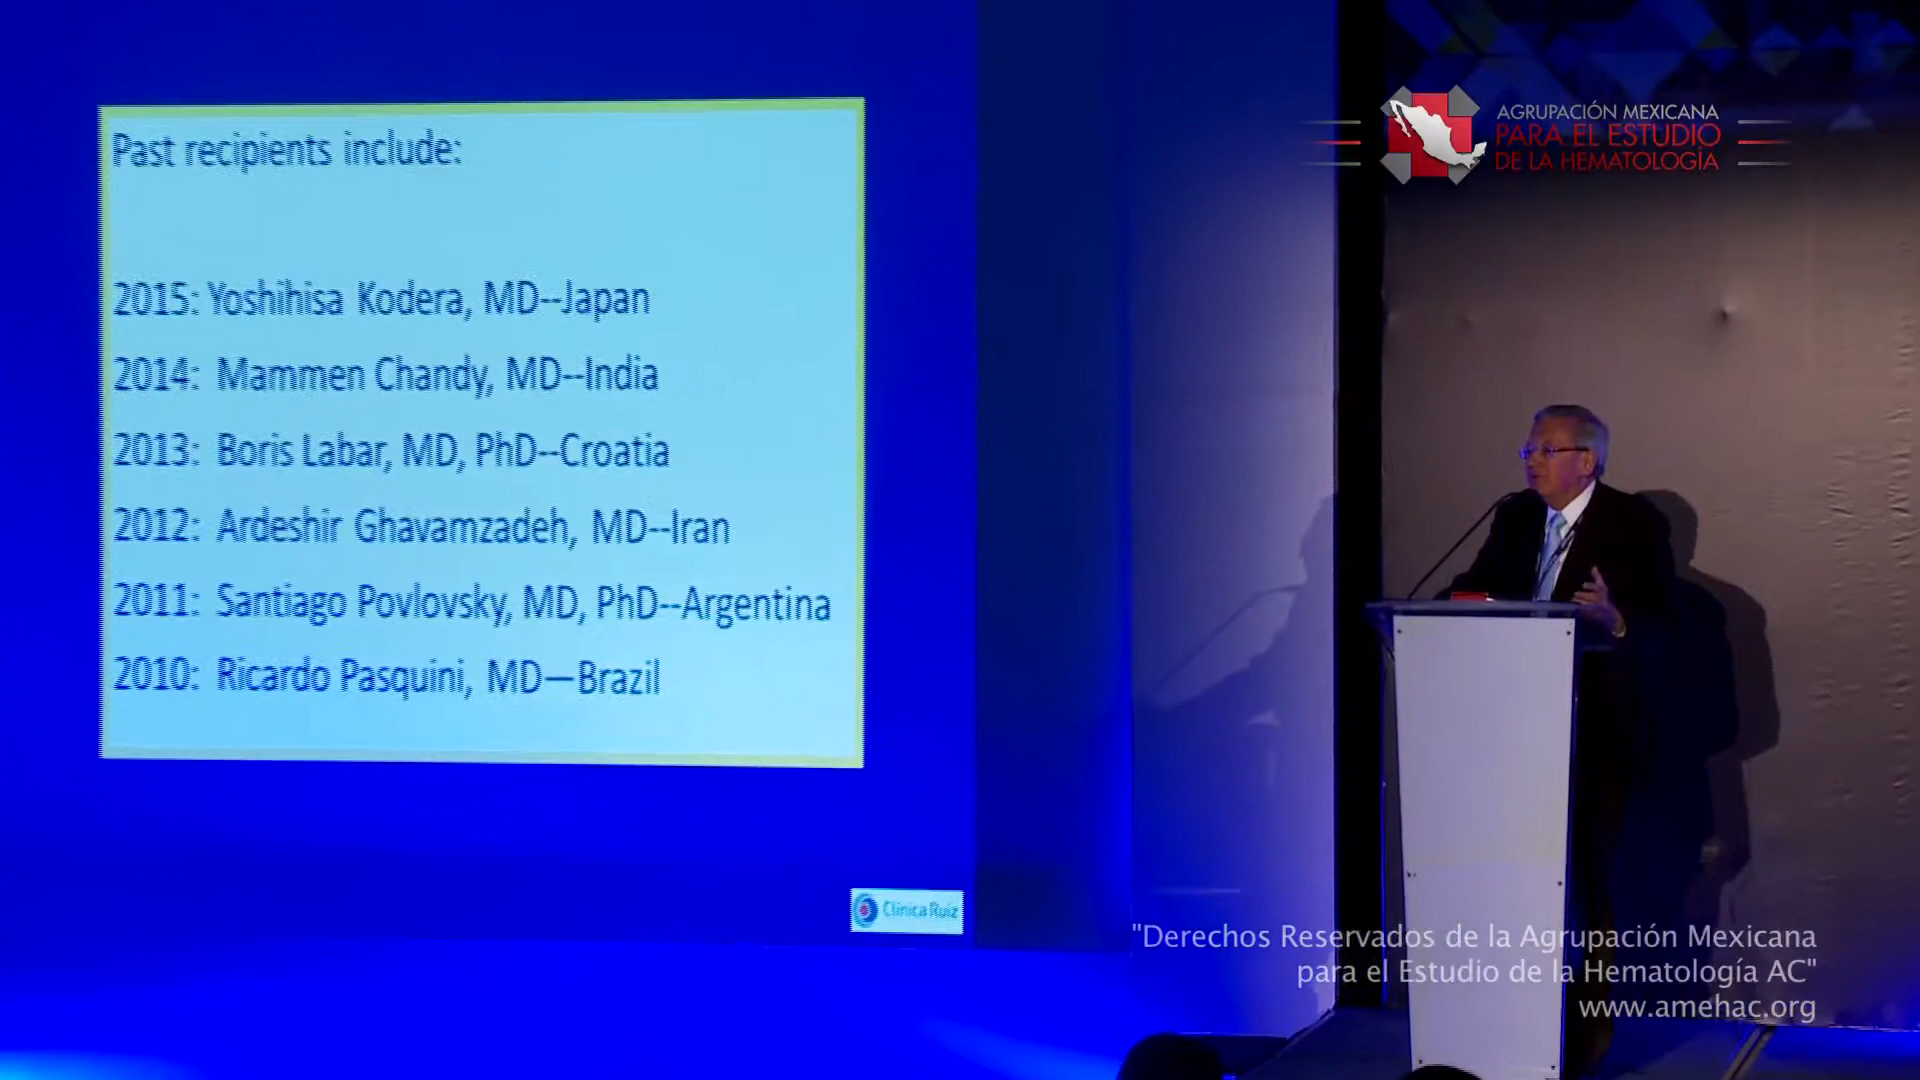 Past recipients include:
2015: Yoshihisa Kodera, MD--Japan
2014: Mammen Chandy, MD--India
2013: Boris Labar, MD, PhD--Croatia
2012: Ardeshir Ghavamzadeh, MD--Iran
2011: Santiago Povlovsky, MD, PhD--Argentina
2010: Ricardo Pasquini, MD—Brazil
Clínica Ruiz
AGRUPACIÓN MEXICANA
PARA EL ESTUDIO
DE LA HEMATOLOGÍA
"Derechos Reservados de la Agrupación Mexicana
para el Estudio de la Hematología AC"
www.amehac.org